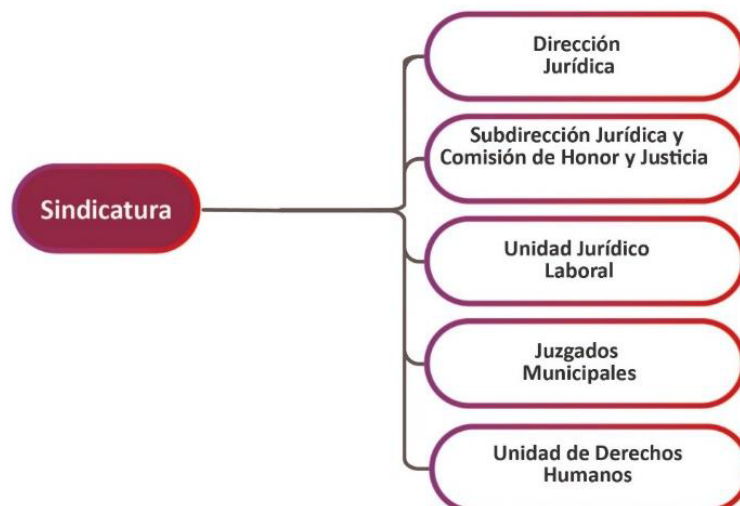 Dirección
Jurídica
Subdirección Jurídica y
Comisión de Honor y Justicia
Sindicatura
Unidad Jurídico
Laboral
Juzgados
Municipales
Unidad de Derechos
Humanos